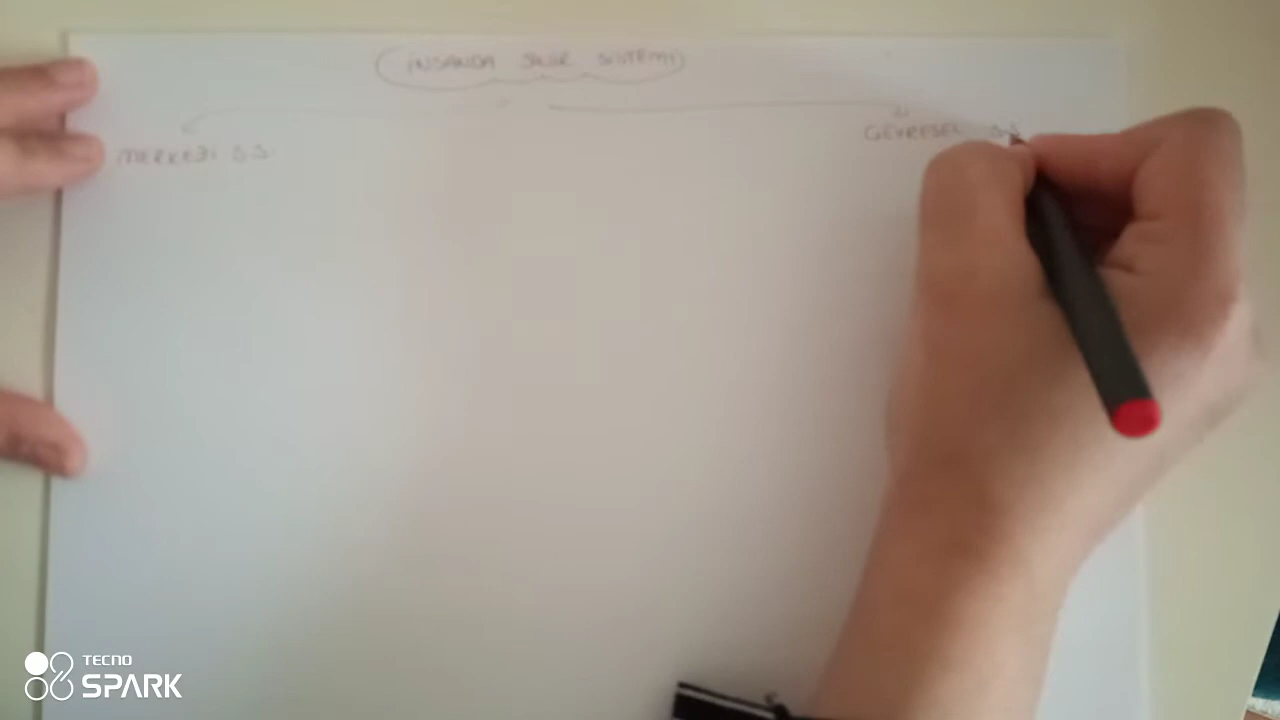 İNSANDA SİNİR SİSTEMİ
MERKEZİ S.S.
ÇEVRESEL S.S
TECNO
SPARK